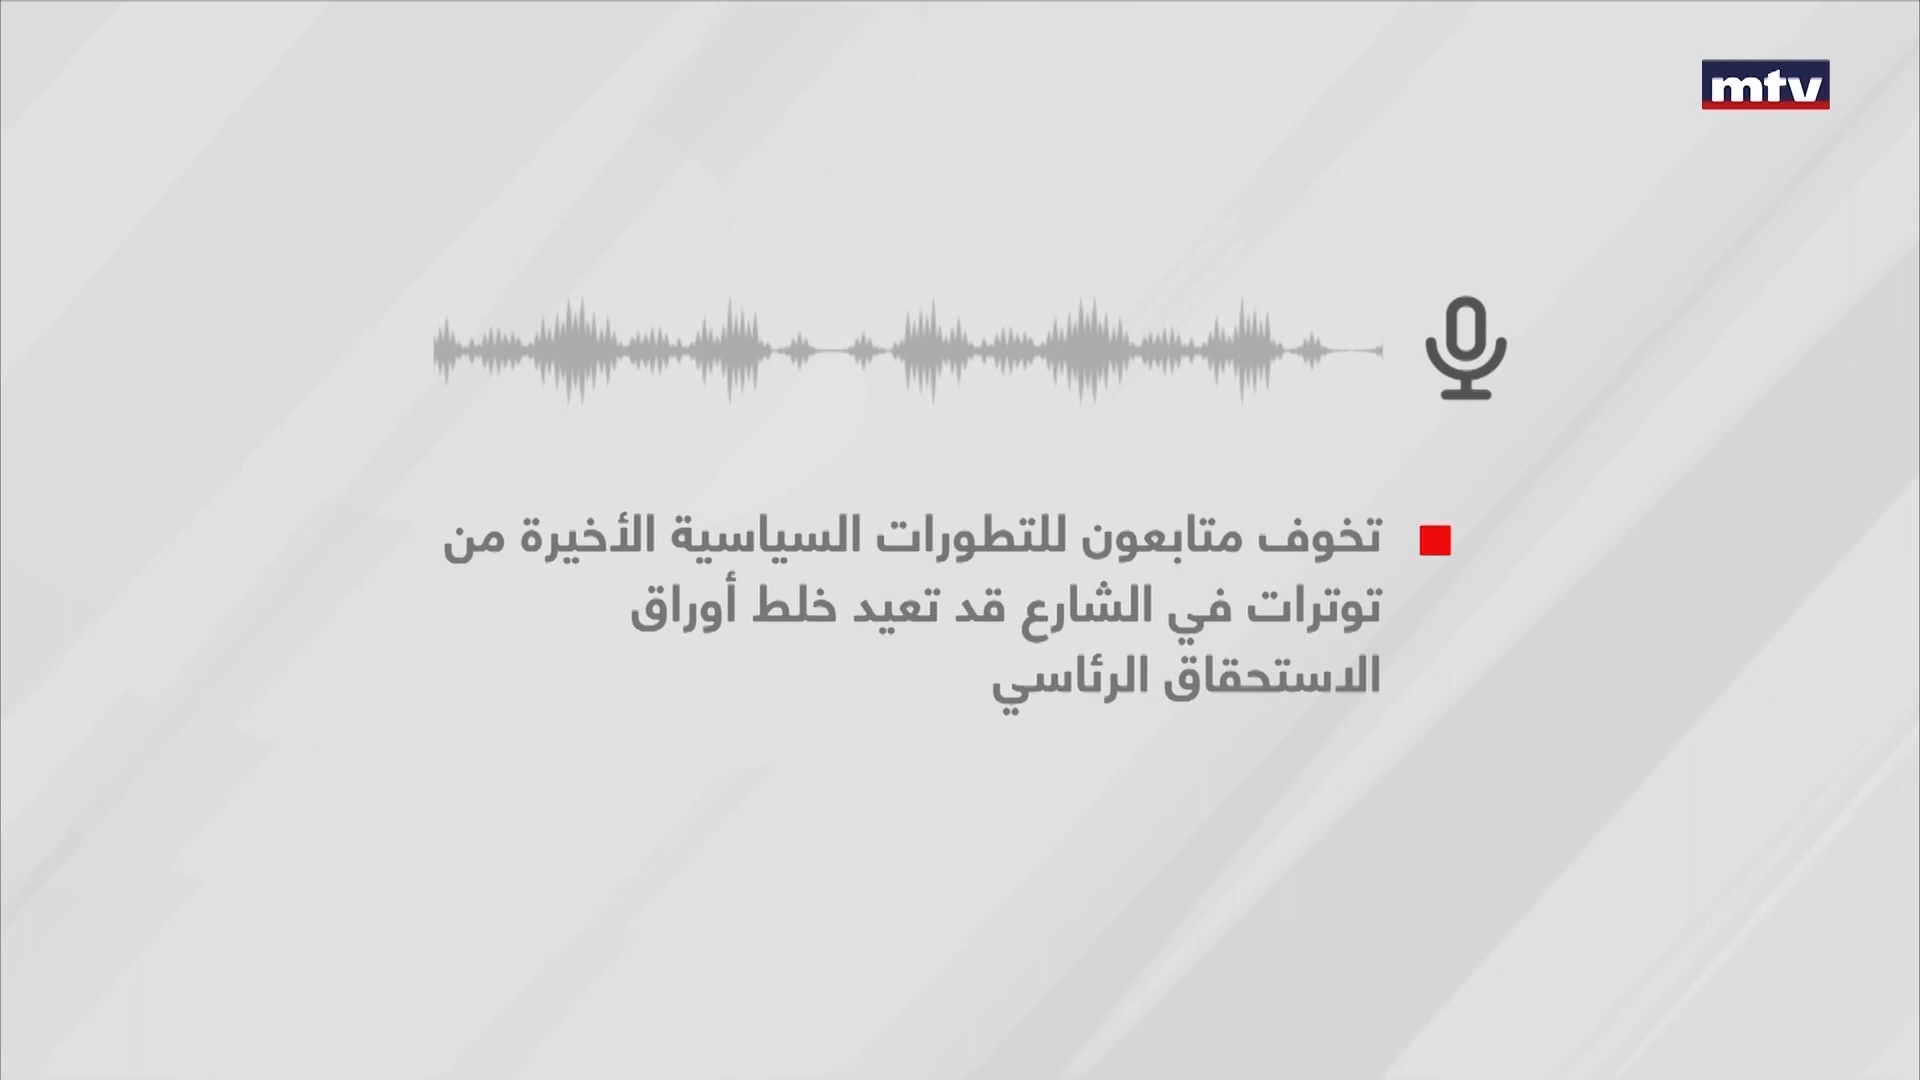 mtv
تخوف متابعون للتطورات السياسية الأخيرة من
توترات في الشارع قد تعيد خلط أوراق
الاستحقاق الرئاسي